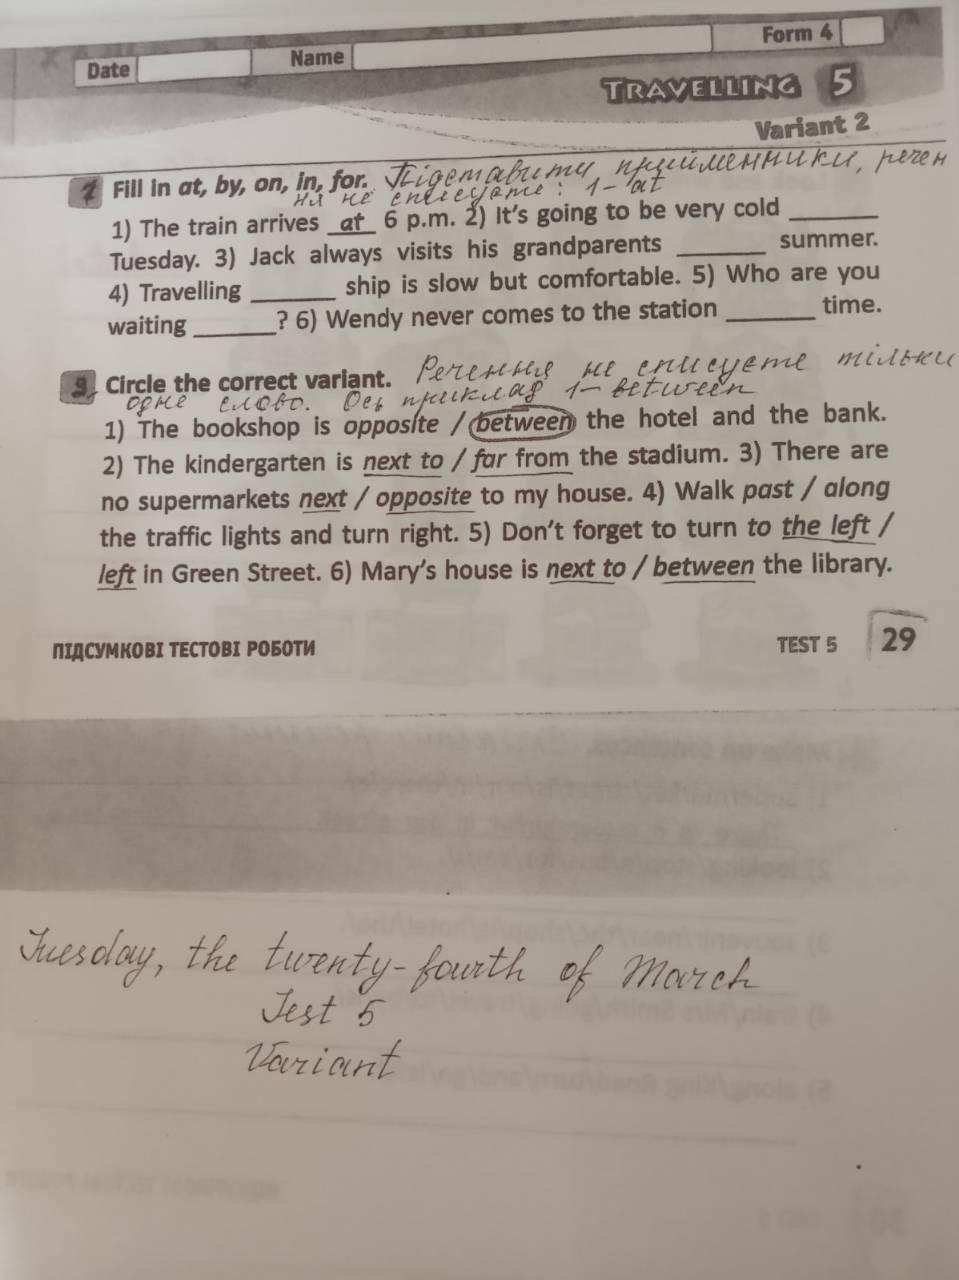 Date Name Form 4
TRAVELLING 5
Variant 2
Fill in at, by, on, in, for. Підставити прийменники, речен
ня не списуєте: 1- at
1) The train arrives at 6 p.m. 2) It's going to be very cold ______
Tuesday. 3) Jack always visits his grandparents ______ summer.
4) Travelling ______ ship is slow but comfortable. 5) Who are you
waiting ______? 6) Wendy never comes to the station ______ time.
Circle the correct variant. Речення не списуєте тільки
одне слово. Ось приклад 1- between
1) The bookshop is opposite / between the hotel and the bank.
2) The kindergarten is next to / far from the stadium. 3) There are
no supermarkets next / opposite to my house. 4) Walk past / along
the traffic lights and turn right. 5) Don't forget to turn to the left /
left in Green Street. 6) Mary's house is next to / between the library.
ПІДСУМКОВІ ТЕСТОВІ РОБОТИ TEST 5 29
Tuesday, the twenty-fourth of March
Test 5
Variant